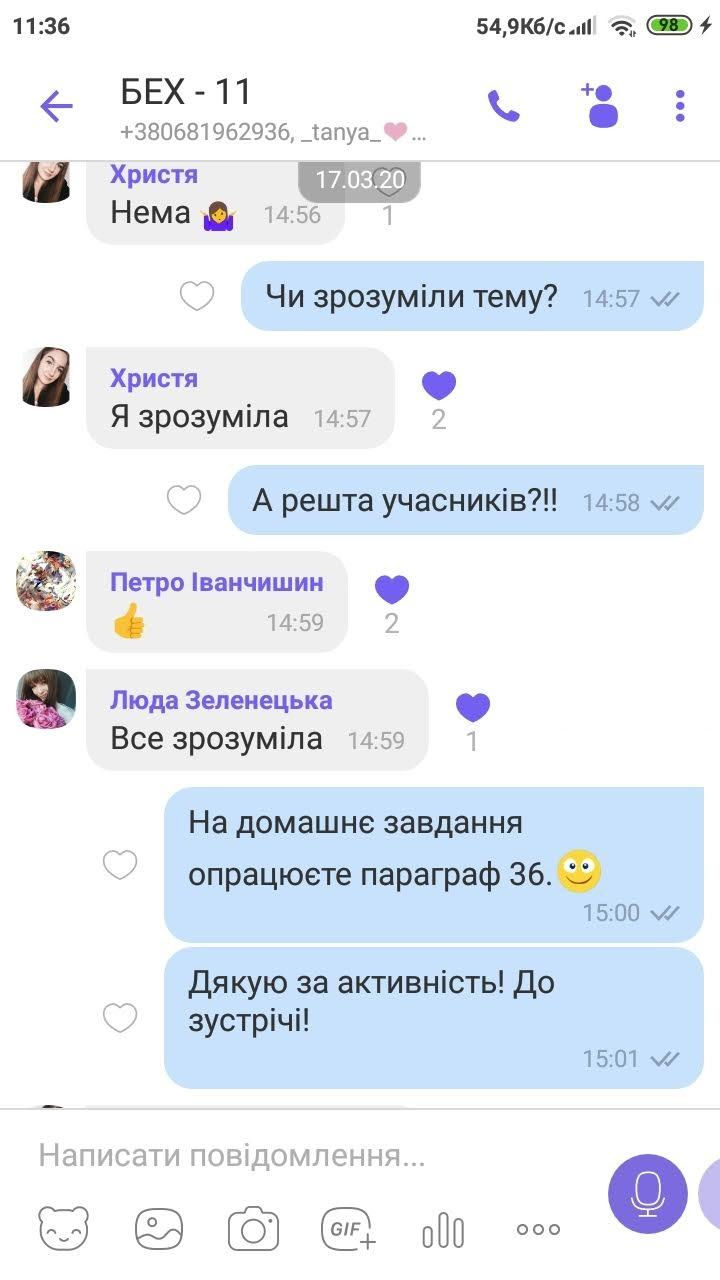 11:36
54,9Кб/с
98
БЕХ - 11
+380681962936, _tanya_ ...
17.03.20
Христя
Нема 14:56
1
Чи зрозуміли тему? 14:57
Христя
Я зрозуміла 14:57
2
А решта учасників?!! 14:58
Петро Іванчишин
14:59
2
Люда Зеленецька
Все зрозуміла 14:59
1
На домашнє завдання
опрацюєте параграф 36.
15:00
Дякую за активність! До
зустрічі!
15:01
Написати повідомлення...
GIF